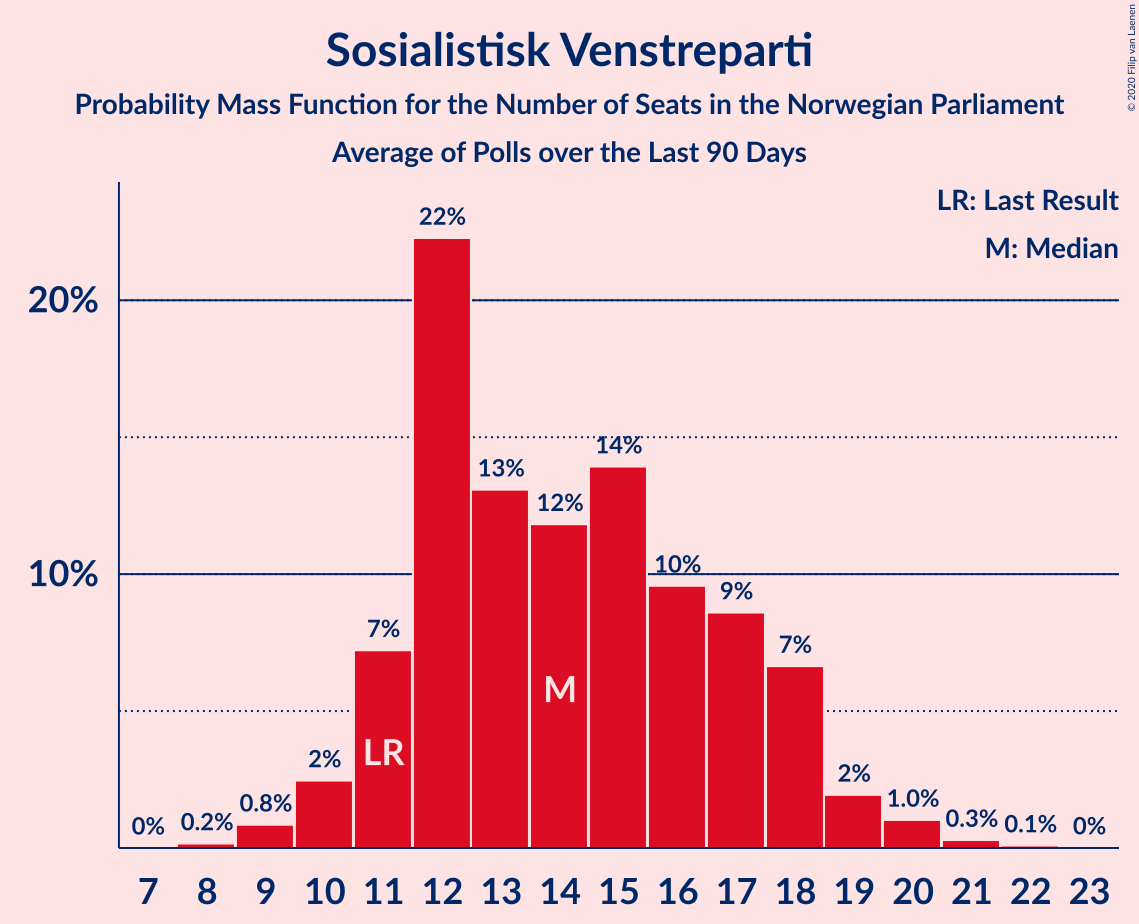 Sosialistisk Venstreparti
Probability Mass Function for the Number of Seats in the Norwegian Parliament
Average of Polls over the Last 90 Days
© 2020 Filip van Laenen
LR: Last Result
M: Median
20%
10%
0%
0.2%
0.8%
2%
7%
22%
13%
12%
14%
10%
9%
7%
2%
1.0%
0.3%
0.1%
0%
LR
M
7 8 9 10 11 12 13 14 15 16 17 18 19 20 21 22 23